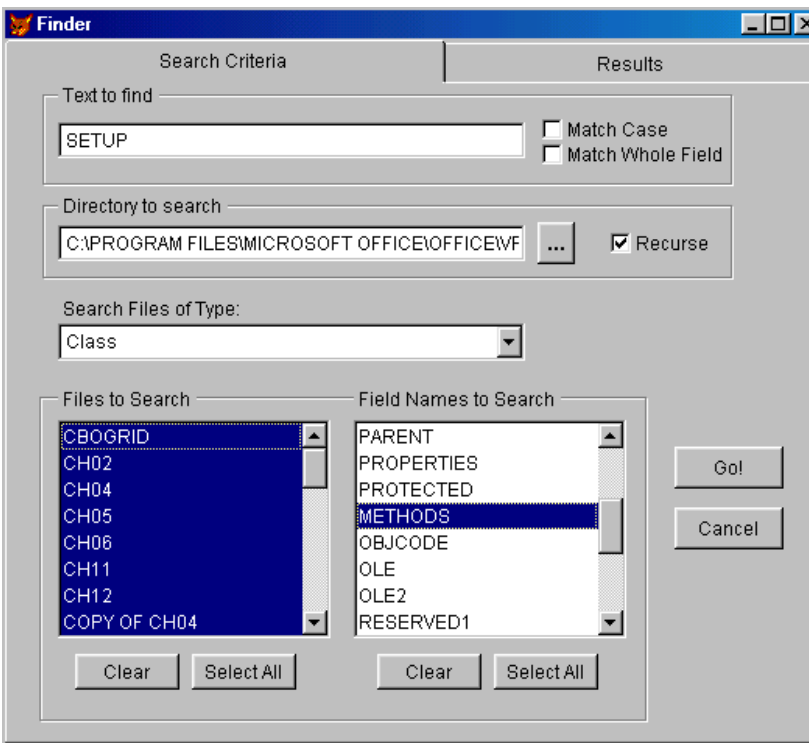 Finder
Search Criteria
Results
Text to find
SETUP
Match Case
Match Whole Field
Directory to search
C:\PROGRAM FILES\MICROSOFT OFFICE\OFFICE\VF
...
Recurse
Search Files of Type:
Class
Files to Search
CBOGRID
CH02
CH04
CH05
CH06
CH11
CH12
COPY OF CH04
Clear
Select All
Field Names to Search
PARENT
PROPERTIES
PROTECTED
METHODS
OBJCODE
OLE
OLE2
RESERVED1
Clear
Select All
Go!
Cancel